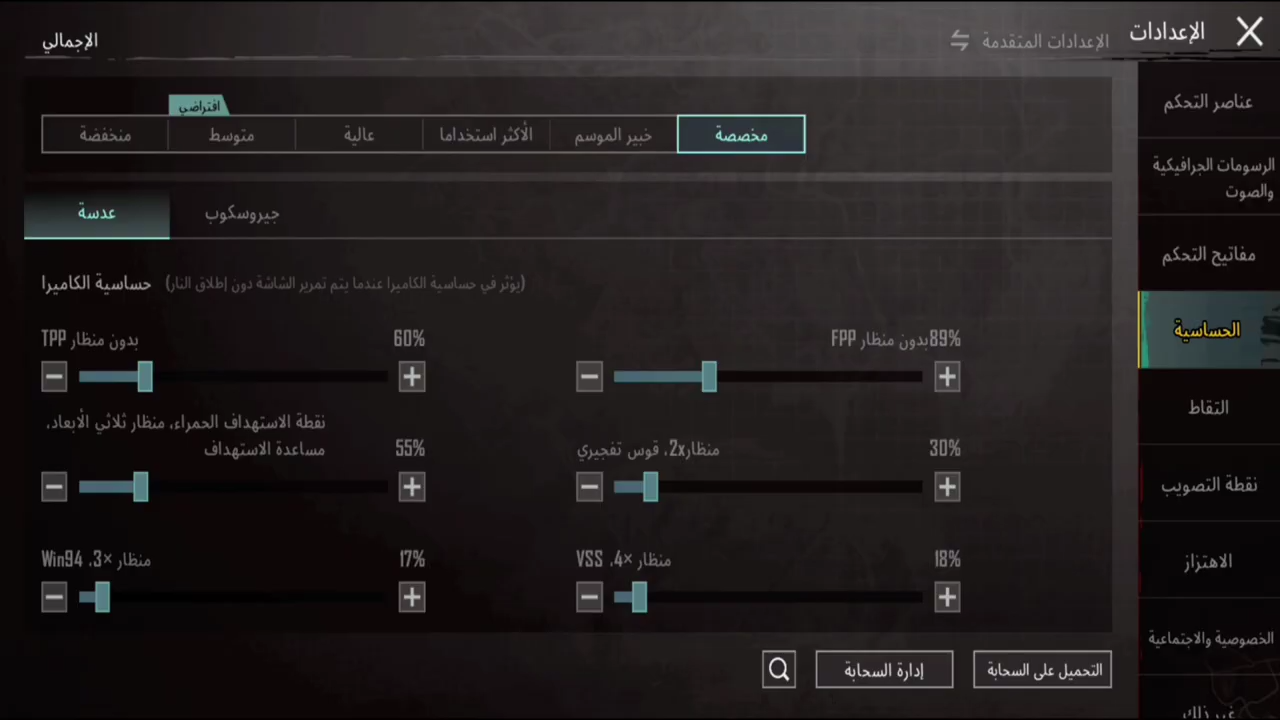 الإعدادات
الإعدادات المتقدمة
الإجمالي
عناصر التحكم
الرسومات الجرافيكية
والصوت
مفاتيح التحكم
الحساسية
التقاط
نقطة التصويب
الاهتزاز
الخصوصية والاجتماعية
غير ذلك
افتراضي
منخفضة
متوسط
عالية
الأكثر استخداما
خبير الموسم
مخصصة
عدسة
جيروسكوب
حساسية الكاميرا (يؤثر في حساسية الكاميرا عندما يتم تمرير الشاشة دون إطلاق النار)
بدون منظار TPP
60%
بدون منظار FPP
89%
نقطة الاستهداف الحمراء، منظار ثلاثي الأبعاد،
مساعدة الاستهداف
55%
منظار2x، قوس تفجيري
30%
منظار ×3، Win94
17%
منظار ×4، VSS
18%
إدارة السحابة
التحميل على السحابة